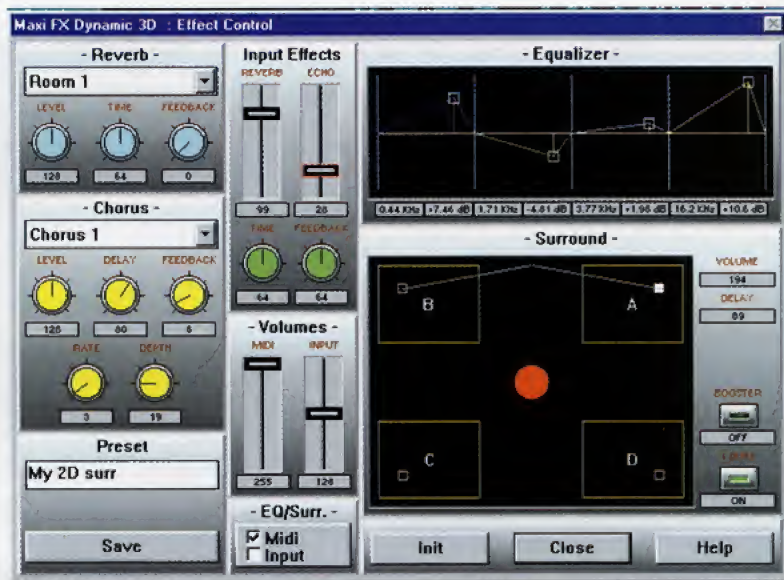 Maxi FX Dynamic 3D : Effect Control
- Reverb -
Room 1
LEVEL TIME FEEDBACK
128 64 0
- Chorus -
Chorus 1
LEVEL DELAY FEEDBACK
128 80 6
RATE DEPTH
3 19
Preset
My 2D surr
Save
Input Effects
REVERB ECHO
99 28
TIME FEEDBACK
64 64
- Volumes -
MIDI INPUT
255 128
- EQ/Surr. -
Midi
Input
- Equalizer -
0.44 KHz +7.46 dB 1.71 KHz -4.81 dB 3.77 KHz +1.98 dB 16.2 KHz +10.6 dB
- Surround -
B A
C D
VOLUME
194
DELAY
89
BOOSTER
OFF
ON
Init Close Help